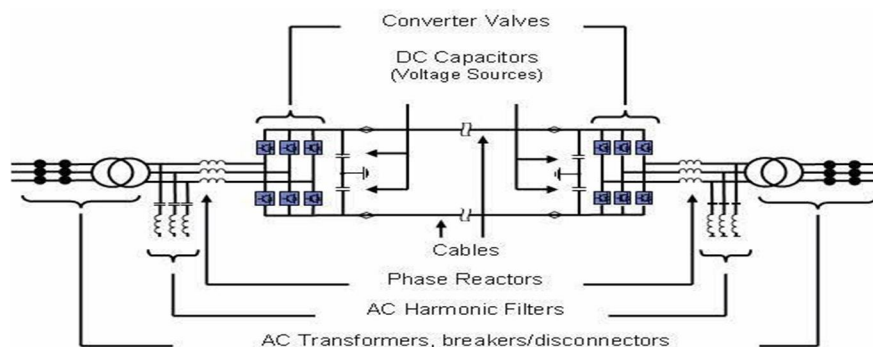 Converter Valves
DC Capacitors
(Voltage Sources)
Cables
Phase Reactors
AC Harmonic Filters
AC Transformers, breakers/disconnectors